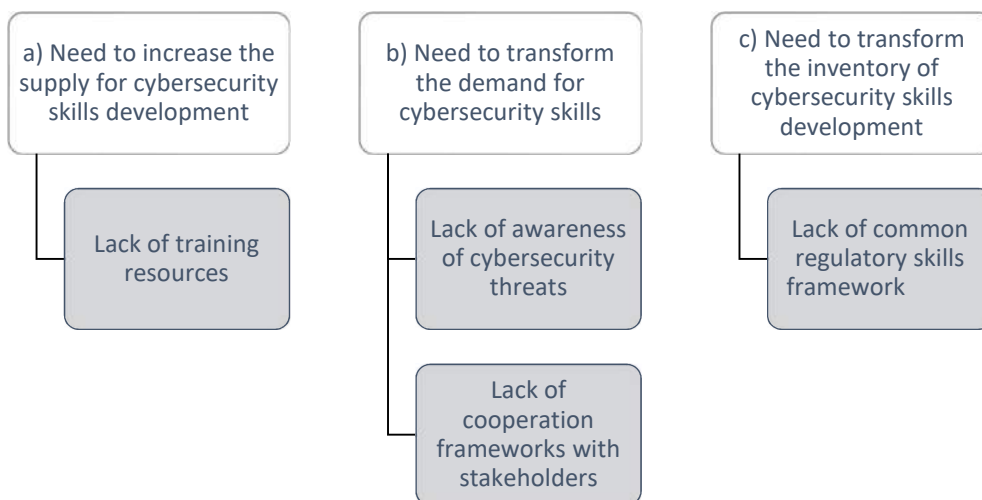 a) Need to increase the
supply for cybersecurity
skills development
Lack of training
resources
b) Need to transform
the demand for
cybersecurity skills
Lack of awareness
of cybersecurity
threats
Lack of
cooperation
frameworks with
stakeholders
c) Need to transform
the inventory of
cybersecurity skills
development
Lack of common
regulatory skills
framework